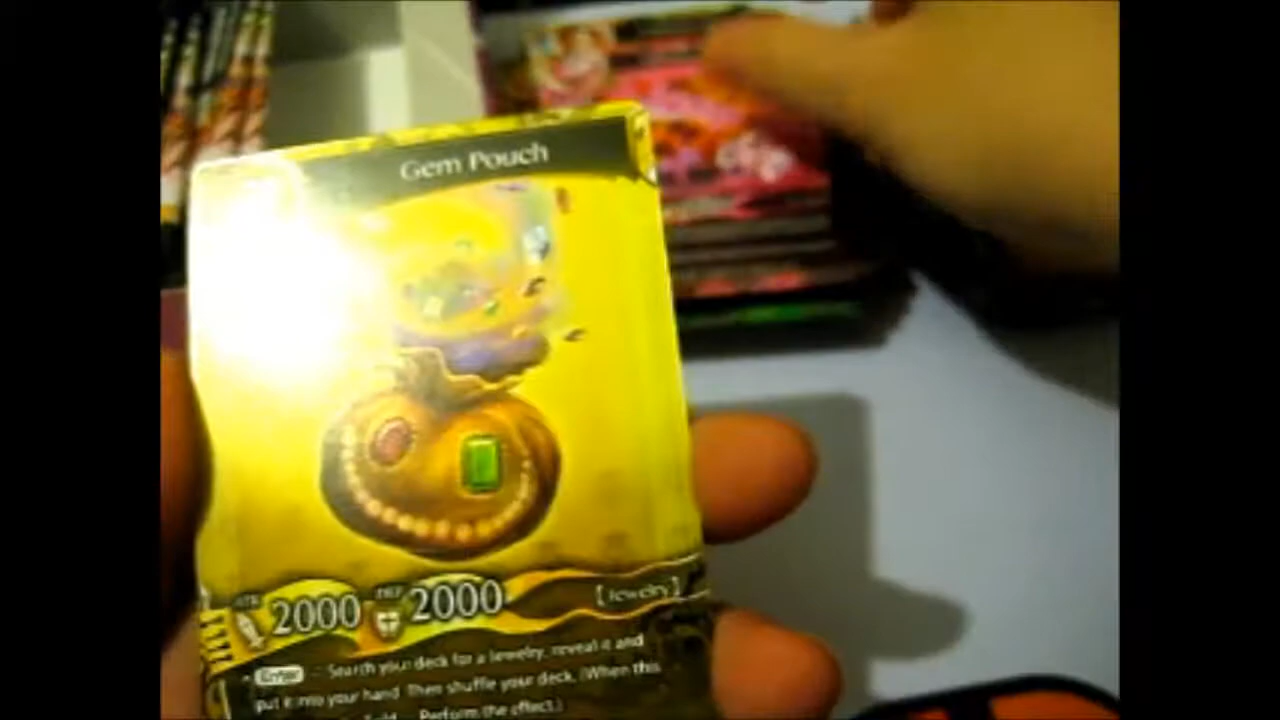 Gem Pouch
ATK 2000 DEF 2000
[Jewelry]
Enter ... Search your deck for a Jewelry, reveal it and
put it into your hand. Then shuffle your deck. (When this
field ... Perform the effect.)